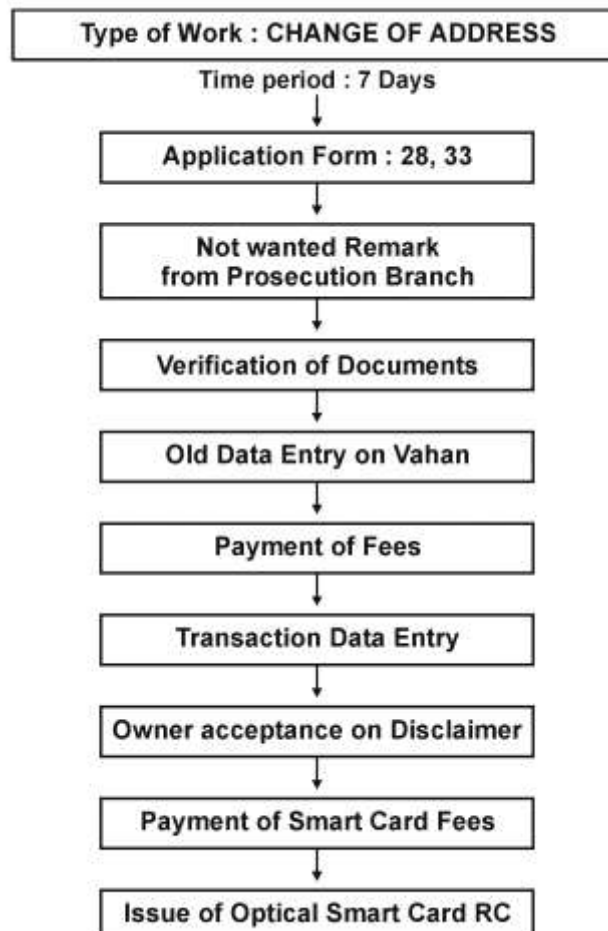 Type of Work : CHANGE OF ADDRESS
Time period : 7 Days
Application Form : 28, 33
Not wanted Remark
from Prosecution Branch
Verification of Documents
Old Data Entry on Vahan
Payment of Fees
Transaction Data Entry
Owner acceptance on Disclaimer
Payment of Smart Card Fees
Issue of Optical Smart Card RC